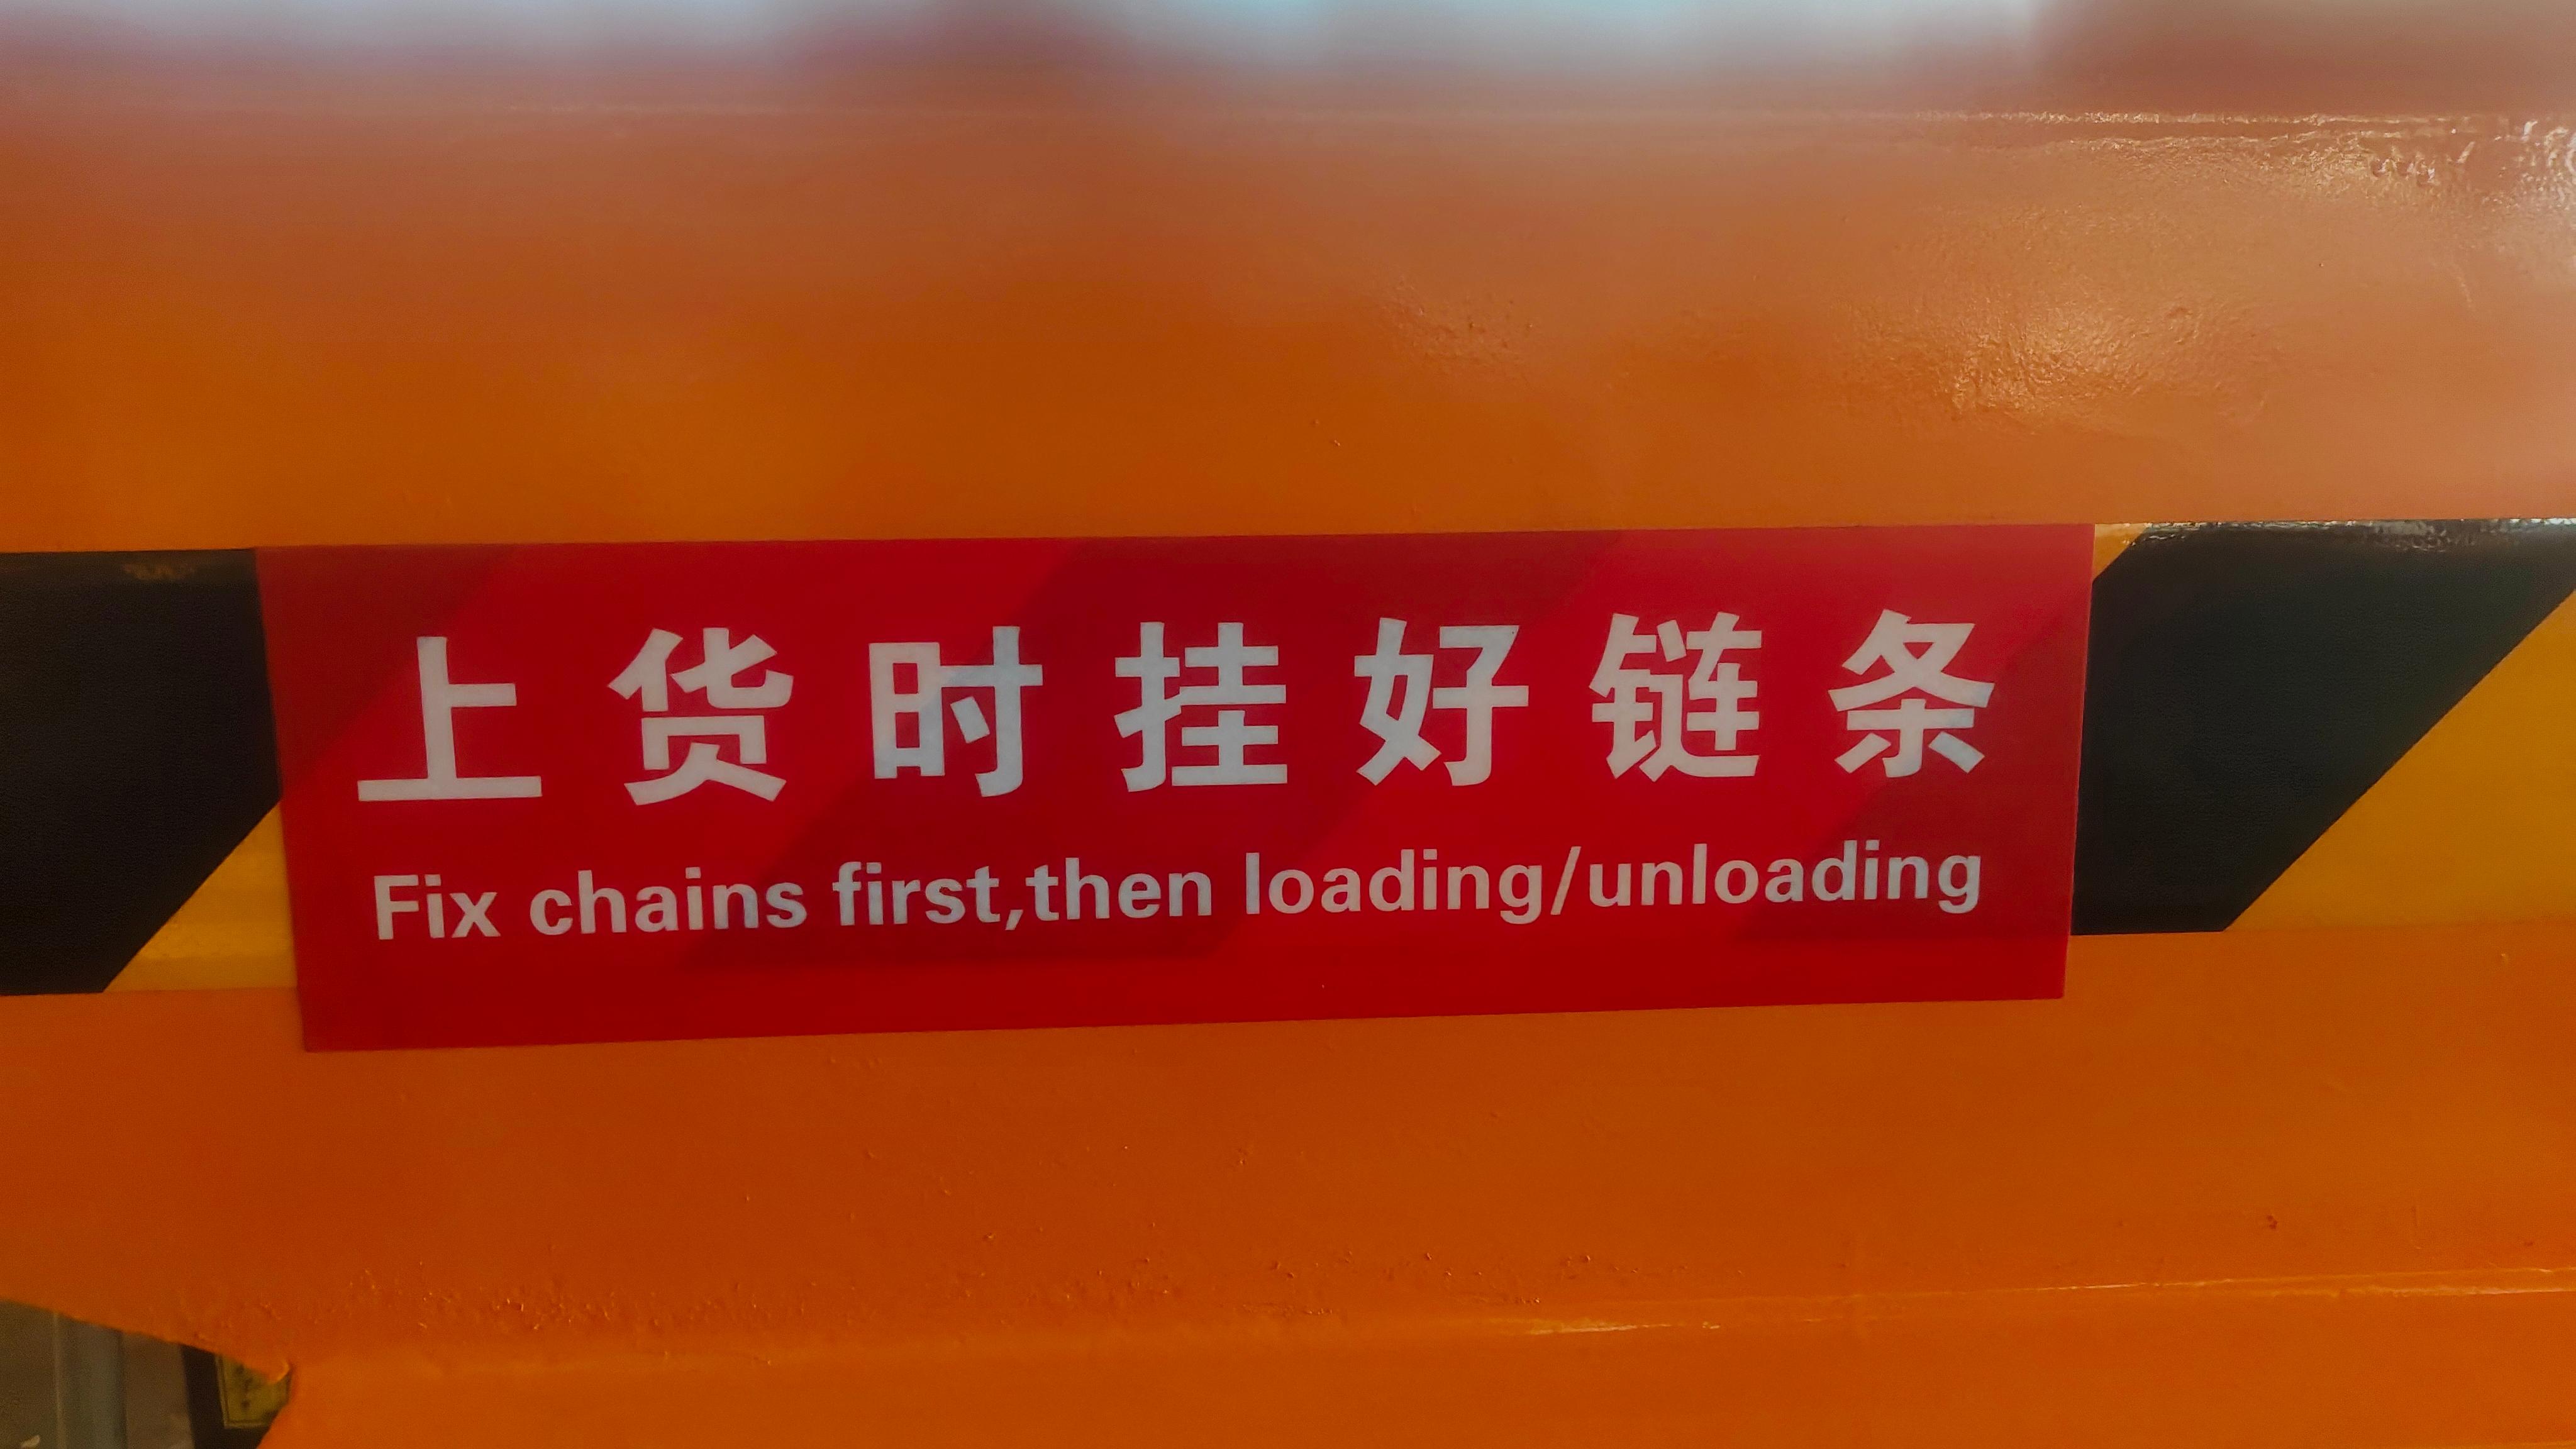 上货时挂好链条
Fix chains first,then loading/unloading